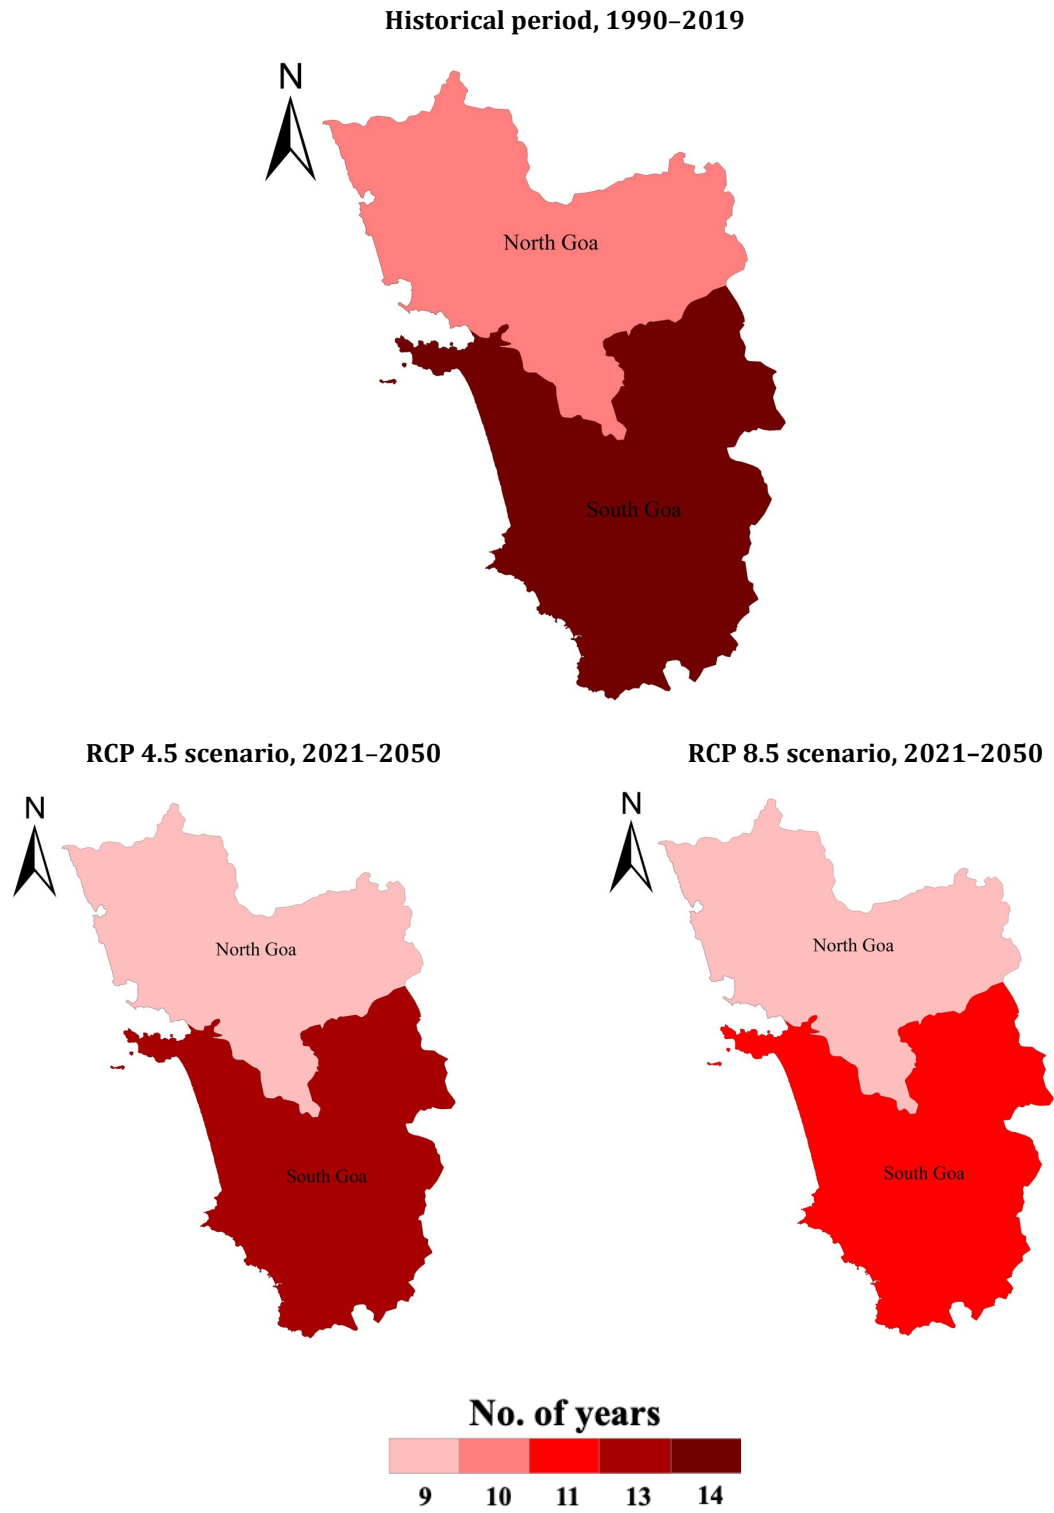 Historical period, 1990–2019
N
North Goa
South Goa
RCP 4.5 scenario, 2021–2050
RCP 8.5 scenario, 2021–2050
N
North Goa
South Goa
N
North Goa
South Goa
No. of years
9 10 11 13 14